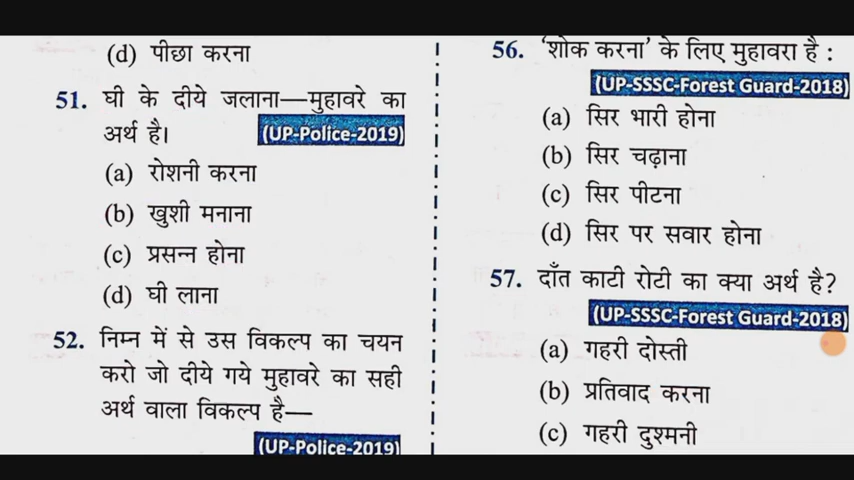 (d) पीछा करना
51. घी के दीये जलाना—मुहावरे का
अर्थ है। (UP-Police-2019)
(a) रोशनी करना
(b) खुशी मनाना
(c) प्रसन्न होना
(d) घी लाना
52. निम्न में से उस विकल्प का चयन
करो जो दीये गये मुहावरे का सही
अर्थ वाला विकल्प है—
(UP-Police-2019)
56. 'शोक करना' के लिए मुहावरा है :
(UP-SSSC-Forest Guard-2018)
(a) सिर भारी होना
(b) सिर चढ़ाना
(c) सिर पीटना
(d) सिर पर सवार होना
57. दाँत काटी रोटी का क्या अर्थ है?
(UP-SSSC-Forest Guard-2018)
(a) गहरी दोस्ती
(b) प्रतिवाद करना
(c) गहरी दुश्मनी